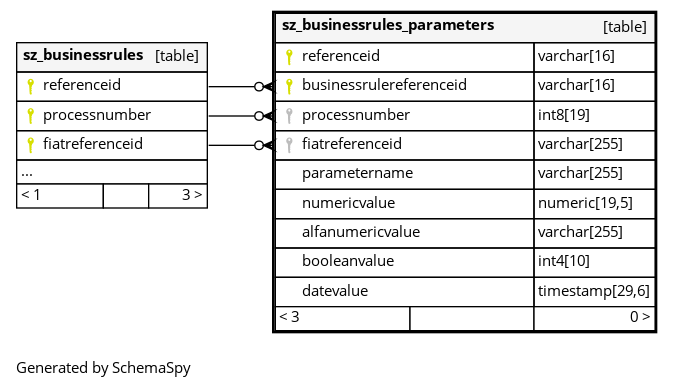 sz_businessrules [table]
referenceid
processnumber
fiatreferenceid
...
< 1 3 >
sz_businessrules_parameters [table]
referenceid varchar[16]
businessrulereferenceid varchar[16]
processnumber int8[19]
fiatreferenceid varchar[255]
parametername varchar[255]
numericvalue numeric[19,5]
alfanumericvalue varchar[255]
booleanvalue int4[10]
datevalue timestamp[29,6]
< 3 0 >
Generated by SchemaSpy